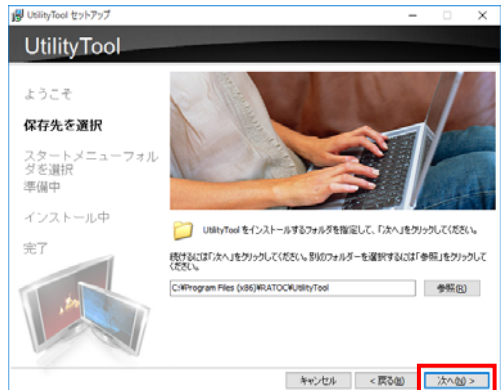 UtilityTool セットアップ
UtilityTool
ようこそ
保存先を選択
スタートメニューフォル
ダを選択
準備中
インストール中
完了
UtilityTool をインストールするフォルダを指定して、「次へ」をクリックしてください。
続けるには「次へ」をクリックしてください。別のフォルダーを選択するには「参照」をクリックして
ください。
C:¥Program Files (x86)¥RATOC¥UtilityTool
参照(R)
キャンセル
< 戻る(B)
次へ(N) >